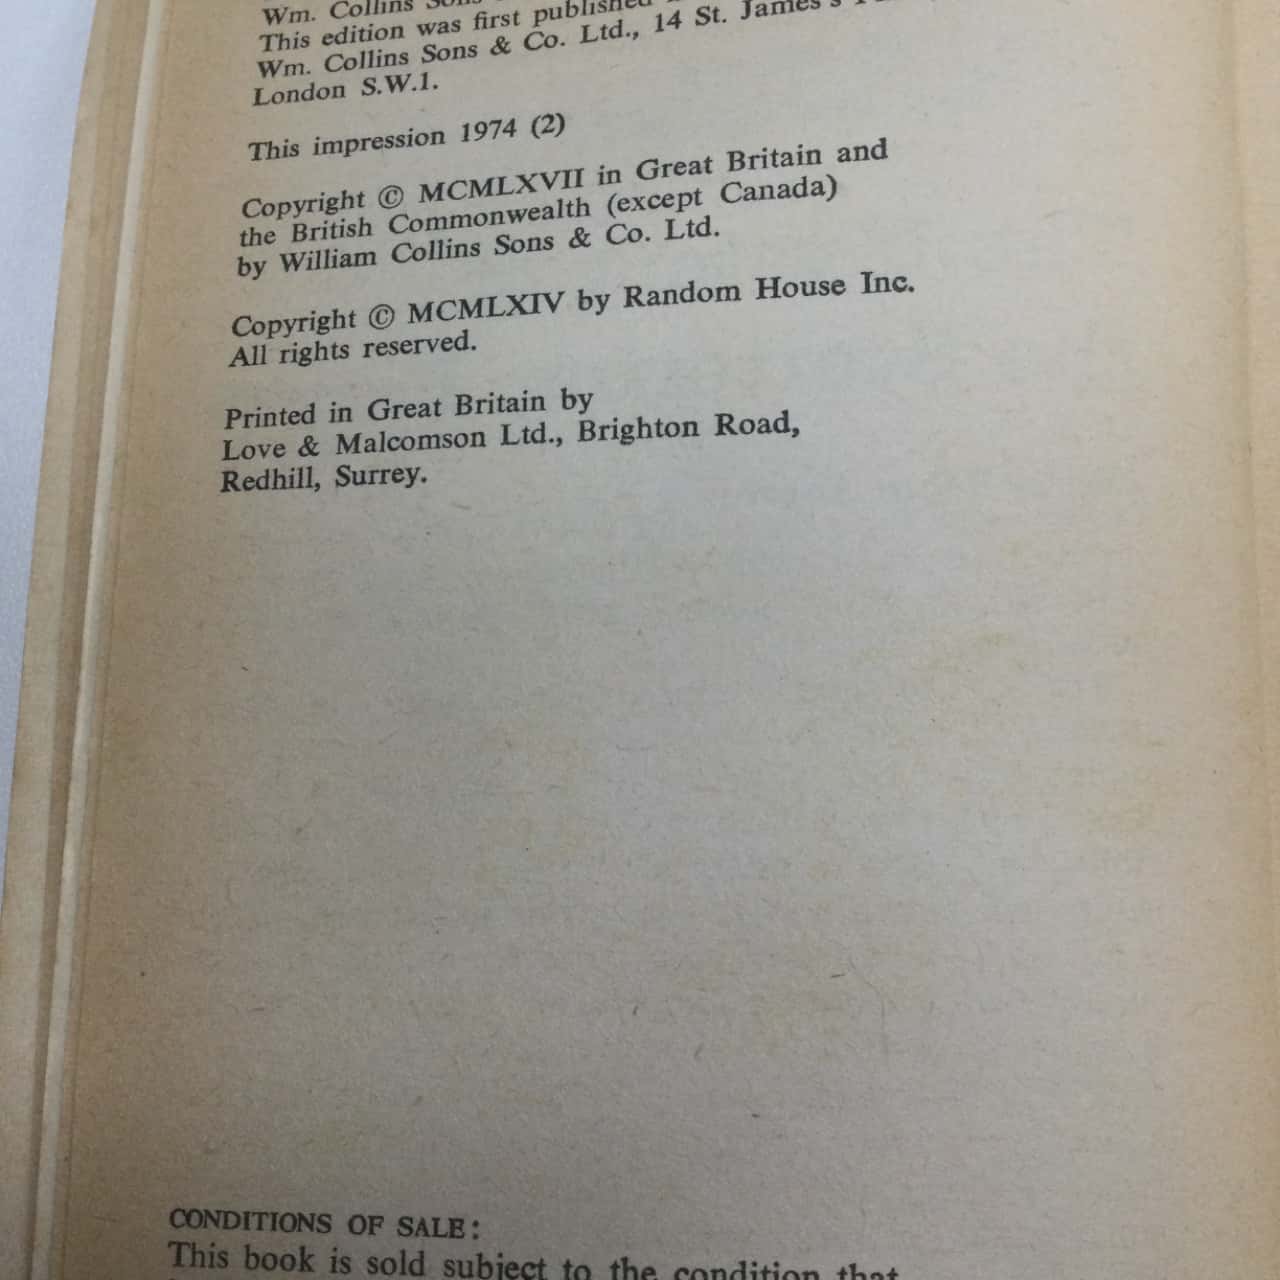 Wm. Collins Sons
This edition was first published
Wm. Collins Sons & Co. Ltd., 14 St. James's
London S.W.1.
This impression 1974 (2)
Copyright © MCMLXVII in Great Britain and
the British Commonwealth (except Canada)
by William Collins Sons & Co. Ltd.
Copyright © MCMLXIV by Random House Inc.
All rights reserved.
Printed in Great Britain by
Love & Malcomson Ltd., Brighton Road,
Redhill, Surrey.
CONDITIONS OF SALE:
This book is sold subject to the condition that